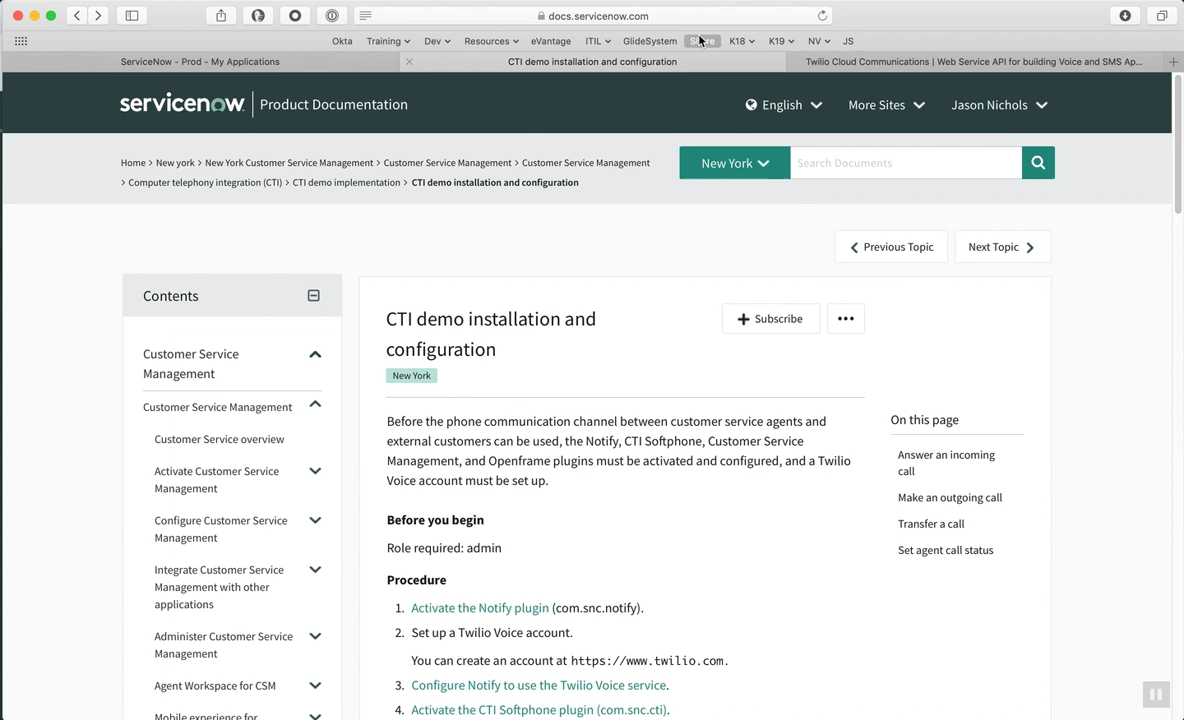 docs.servicenow.com
Okta Training Dev Resources eVantage ITIL GlideSystem K18 K19 NV JS
ServiceNow - Prod - My Applications
CTI demo installation and configuration
Twilio Cloud Communications | Web Service API for building Voice and SMS Ap...
servicenow Product Documentation
English More Sites Jason Nichols
Home > New york > New York Customer Service Management > Customer Service Management > Customer Service Management
> Computer telephony integration (CTI) > CTI demo implementation > CTI demo installation and configuration
New York Search Documents
Previous Topic Next Topic
Contents
Customer Service
Management
Customer Service Management
Customer Service overview
Activate Customer Service
Management
Configure Customer Service
Management
Integrate Customer Service
Management with other
applications
Administer Customer Service
Management
Agent Workspace for CSM
Mobile experience for
CTI demo installation and
configuration
Subscribe
New York
Before the phone communication channel between customer service agents and
external customers can be used, the Notify, CTI Softphone, Customer Service
Management, and Openframe plugins must be activated and configured, and a Twilio
Voice account must be set up.
Before you begin
Role required: admin
Procedure
1. Activate the Notify plugin (com.snc.notify).
2. Set up a Twilio Voice account.
You can create an account at https://www.twilio.com.
3. Configure Notify to use the Twilio Voice service.
4. Activate the CTI Softphone plugin (com.snc.cti).
On this page
Answer an incoming
call
Make an outgoing call
Transfer a call
Set agent call status